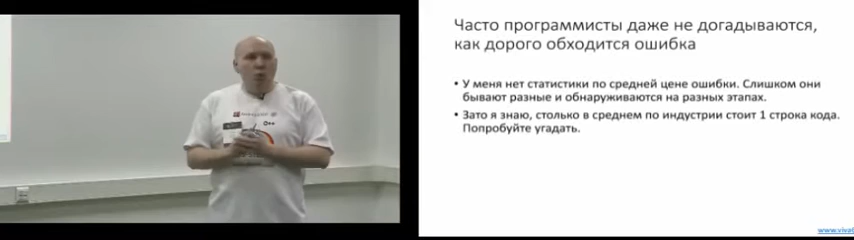 Часто программисты даже не догадываются,
как дорого обходится ошибка
• У меня нет статистики по средней цене ошибки. Слишком они
бывают разные и обнаруживаются на разных этапах.
• Зато я знаю, столько в среднем по индустрии стоит 1 строка кода.
Попробуйте угадать.
C++